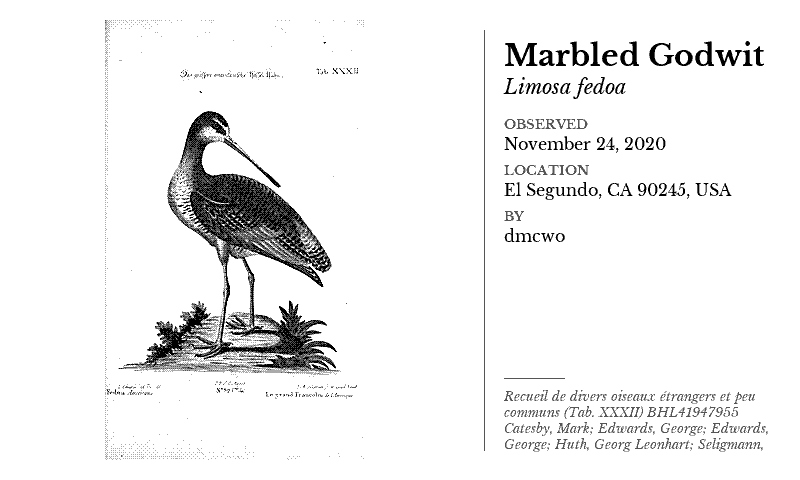 Tab. XXXII
Marbled Godwit
Limosa fedoa
OBSERVED
November 24, 2020
LOCATION
El Segundo, CA 90245, USA
BY
dmcwo
Recueil de divers oiseaux étrangers et peu
communs (Tab. XXXII) BHL41947955
Catesby, Mark; Edwards, George; Edwards,
George; Huth, Georg Leonhart; Seligmann,